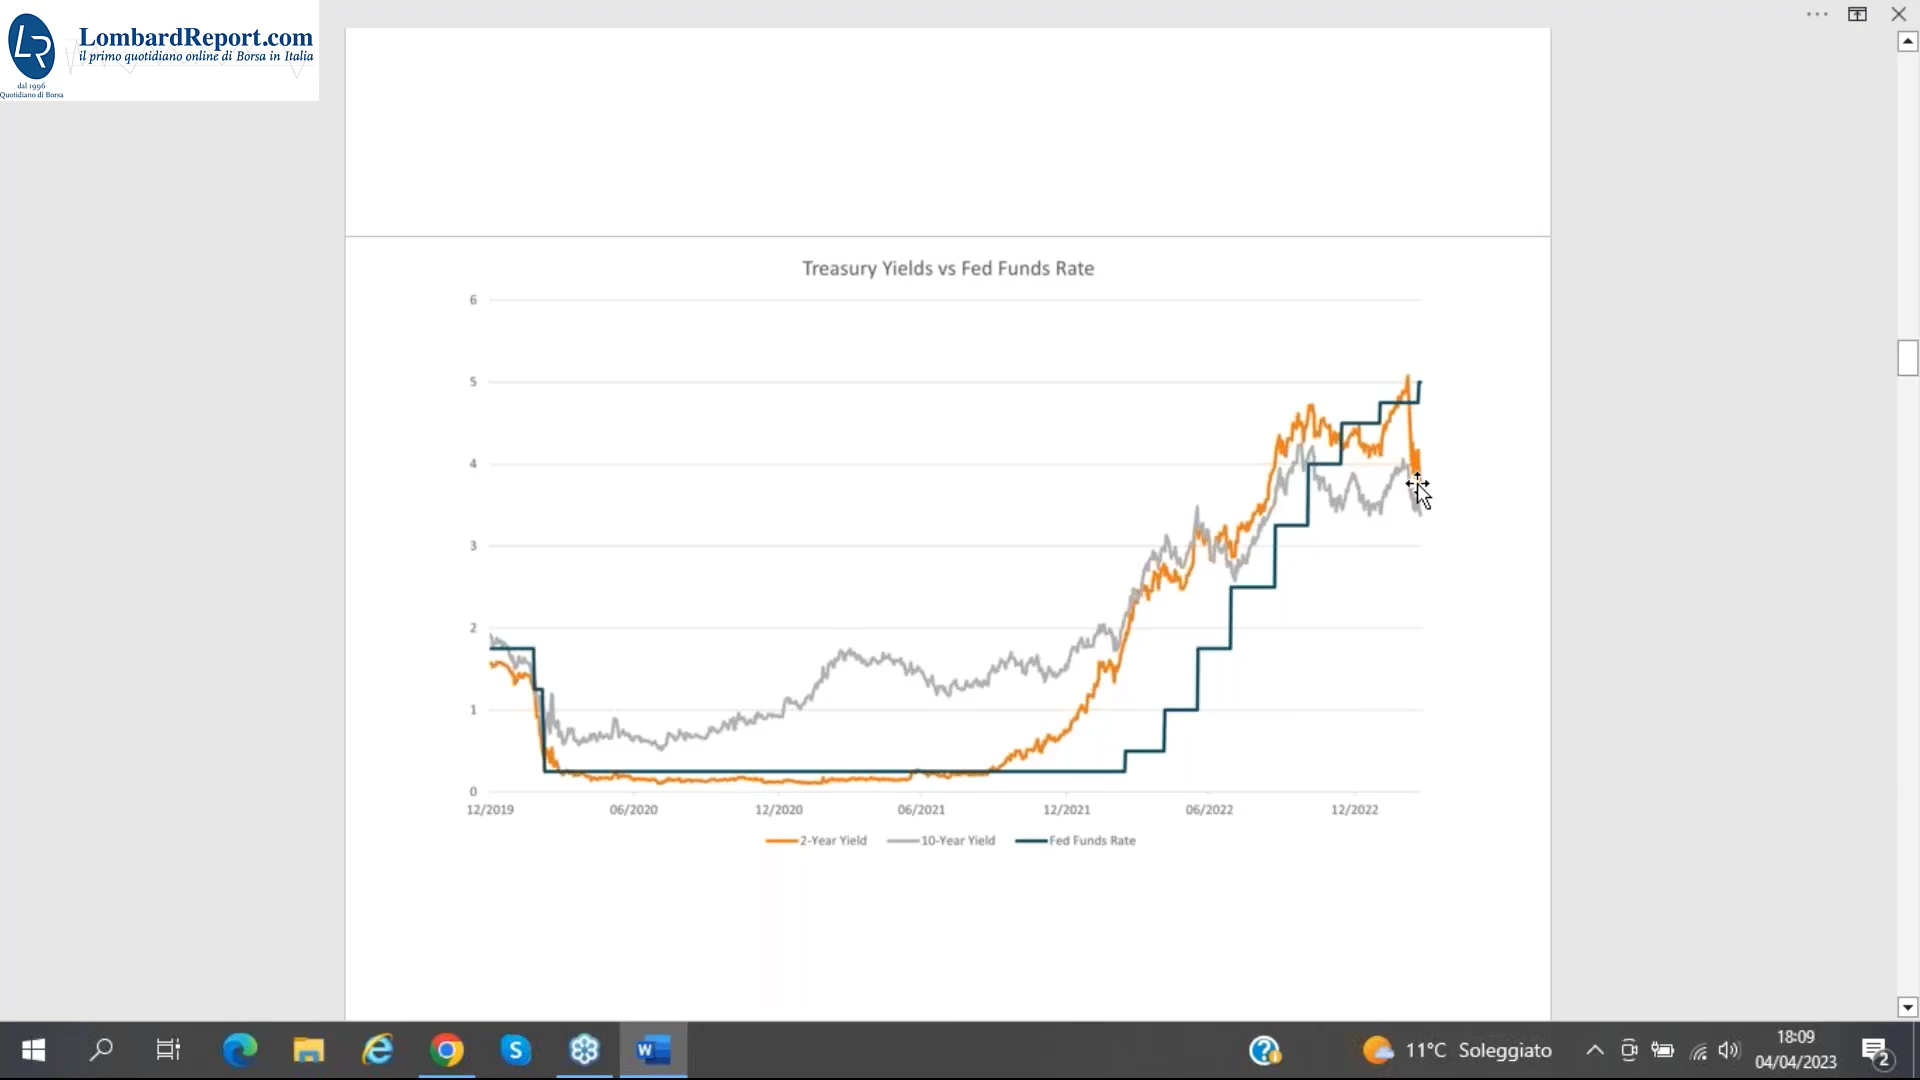 LR
LombardReport.com
il primo quotidiano online di Borsa in Italia
dal 1996
Quotidiano di Borsa
Treasury Yields vs Fed Funds Rate
6
5
4
3
2
1
0
12/2019 06/2020 12/2020 06/2021 12/2021 06/2022 12/2022
2-Year Yield 10-Year Yield Fed Funds Rate
11°C Soleggiato
18:09
04/04/2023
2